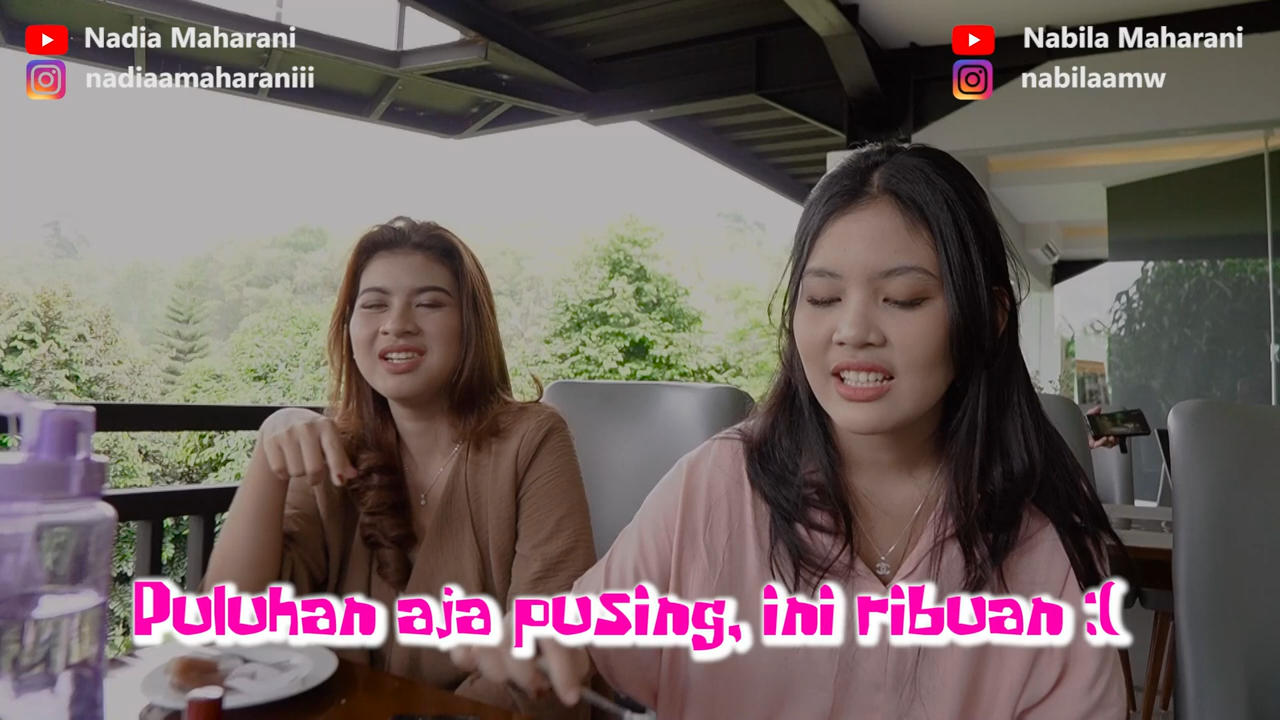 Nadia Maharani
nadiaamaharaniii
Nabila Maharani
nabilaamw
Puluhan aja pusing, ini ribuan :(